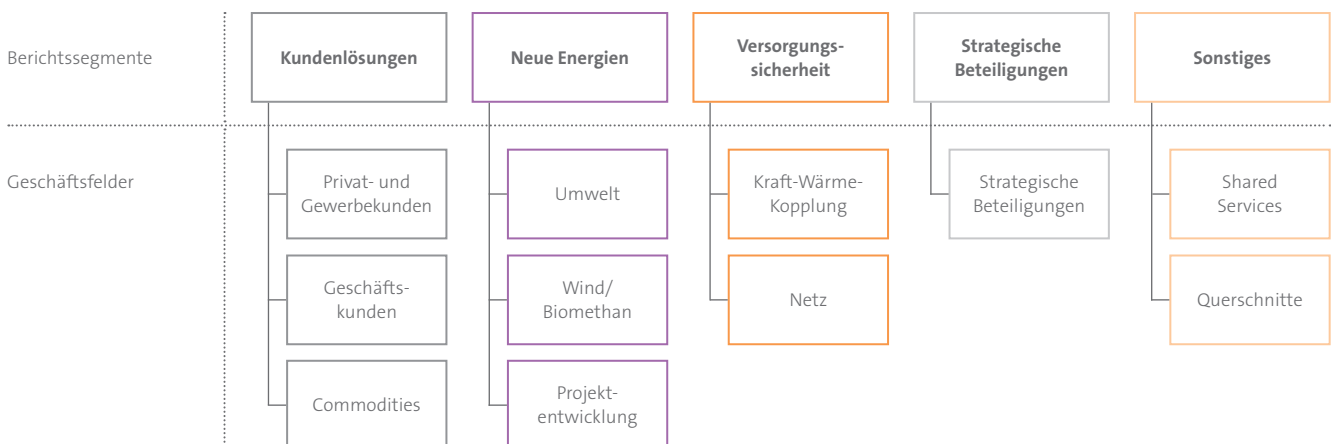 Berichtssegmente
Kundenlösungen
Neue Energien
Versorgungs-
sicherheit
Strategische
Beteiligungen
Sonstiges
Geschäftsfelder
Privat- und
Gewerbekunden
Umwelt
Kraft-Wärme-
Kopplung
Strategische
Beteiligungen
Shared
Services
Geschäfts-
kunden
Wind/
Biomethan
Netz
Querschnitte
Commodities
Projekt-
entwicklung